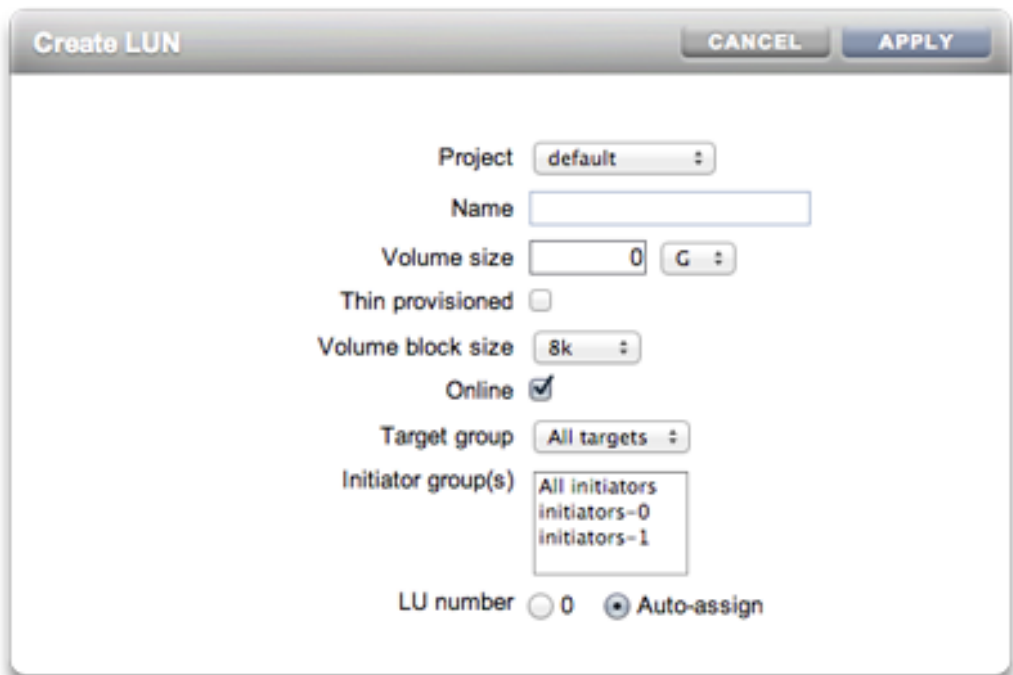 Create LUN CANCEL APPLY
Project default
Name
Volume size 0 G
Thin provisioned
Volume block size 8k
Online
Target group All targets
Initiator group(s) All initiators
initiators-0
initiators-1
LU number 0 Auto-assign